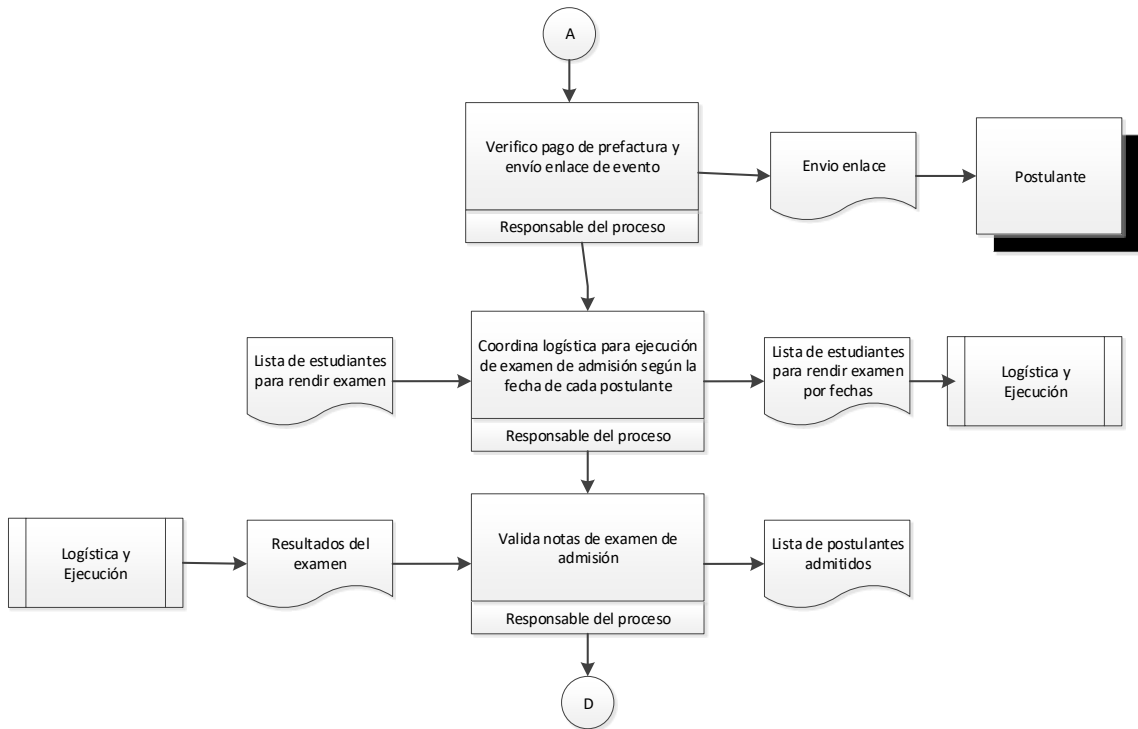 A
Verifico pago de prefactura y
envío enlace de evento
Responsable del proceso
Envio enlace
Postulante
Lista de estudiantes
para rendir examen
Coordina logística para ejecución
de examen de admisión según la
fecha de cada postulante
Responsable del proceso
Lista de estudiantes
para rendir examen
por fechas
Logística y
Ejecución
Logística y
Ejecución
Resultados del
examen
Valida notas de examen de
admisión
Responsable del proceso
Lista de postulantes
admitidos
D